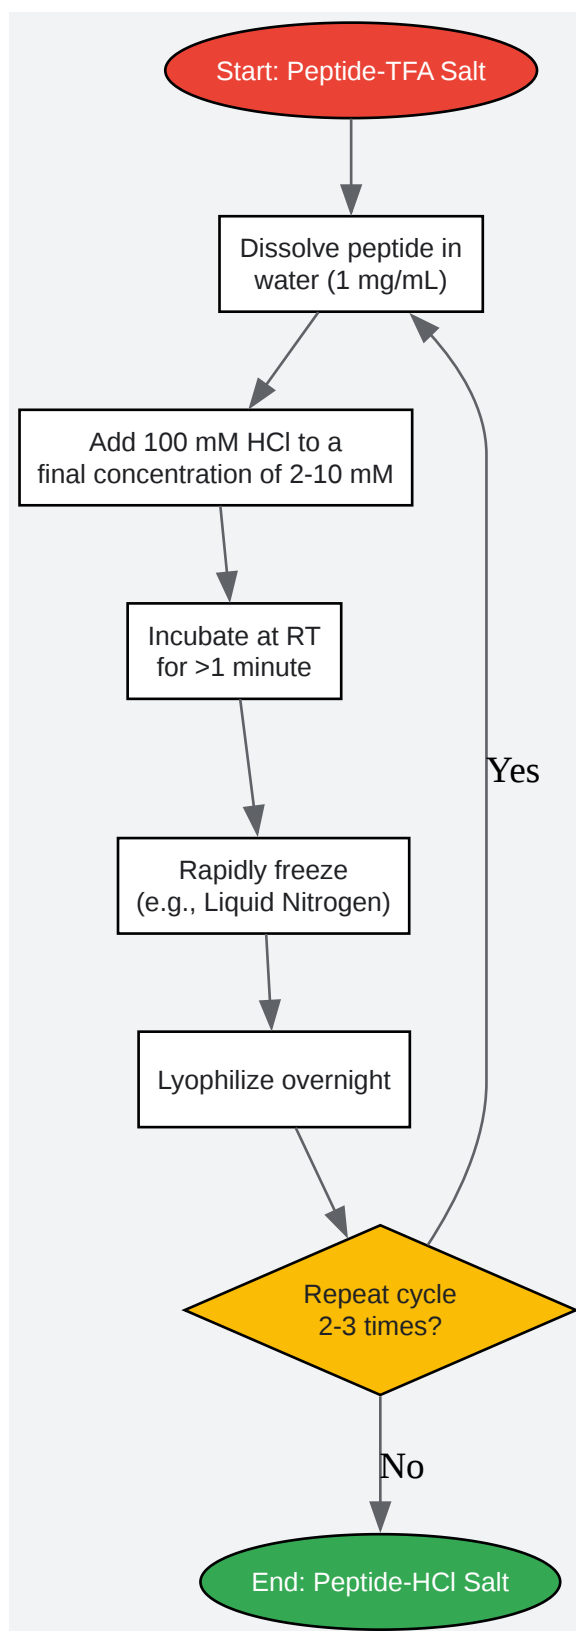 Start: Peptide-TFA Salt
Dissolve peptide in
water (1 mg/mL)
Add 100 mM HCl to a
final concentration of 2-10 mM
Incubate at RT
for >1 minute
Yes
Rapidly freeze
(e.g., Liquid Nitrogen)
Lyophilize overnight
Repeat cycle
2-3 times?
No
End: Peptide-HCl Salt